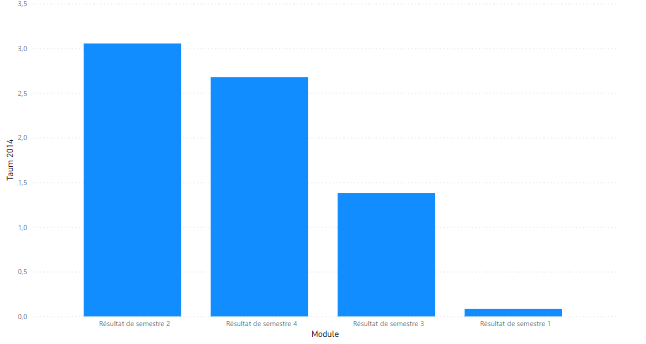 3,5
3,0
2,5
2,0
1,5
1,0
0,5
0,0
Taum 2014
Résultat de semestre 2
Résultat de semestre 4
Résultat de semestre 3
Résultat de semestre 1
Module